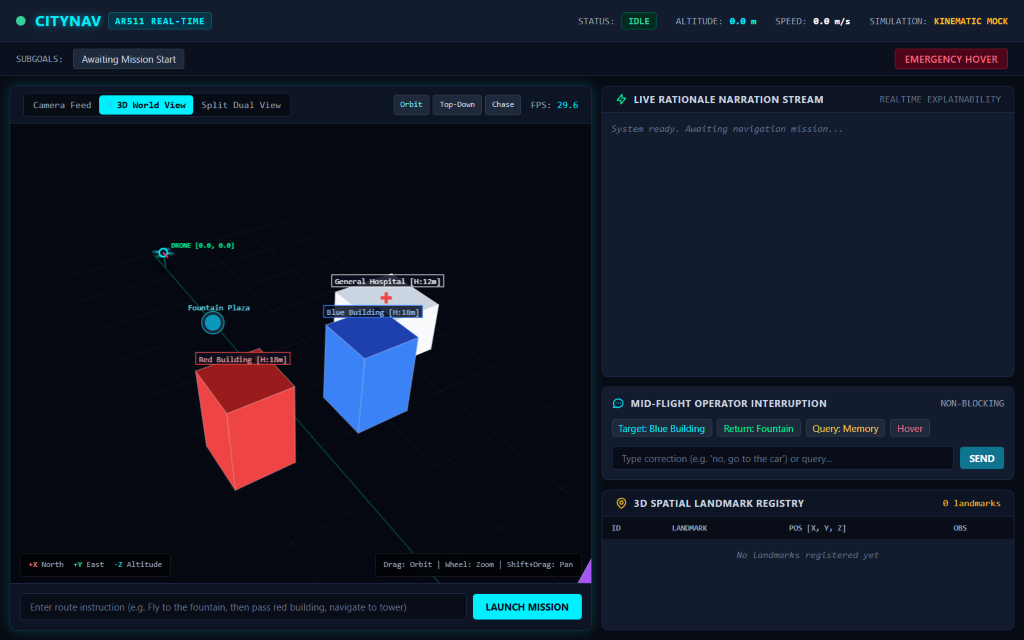 CITYNAV AR511 REAL-TIME STATUS: IDLE ALTITUDE: 0.0 m SPEED: 0.0 m/s SIMULATION: KINEMATIC MOCK
SUBGOALS: Awaiting Mission Start EMERGENCY HOVER
Camera Feed 3D World View Split Dual View Orbit Top-Down Chase FPS: 29.6
DRONE [0.0, 0.0]
General Hospital [H:12m]
Fountain Plaza
Blue Building [H:18m]
Red Building [H:18m]
+X North +Y East -Z Altitude
Drag: Orbit | Wheel: Zoom | Shift+Drag: Pan
Enter route instruction (e.g. Fly to the fountain, then pass red building, navigate to tower) LAUNCH MISSION
LIVE RATIONALE NARRATION STREAM REALTIME EXPLAINABILITY
System ready. Awaiting navigation mission...
MID-FLIGHT OPERATOR INTERRUPTION NON-BLOCKING
Target: Blue Building Return: Fountain Query: Memory Hover
Type correction (e.g. 'no, go to the car') or query... SEND
3D SPATIAL LANDMARK REGISTRY 0 landmarks
ID LANDMARK POS [X, Y, Z] OBS
No landmarks registered yet